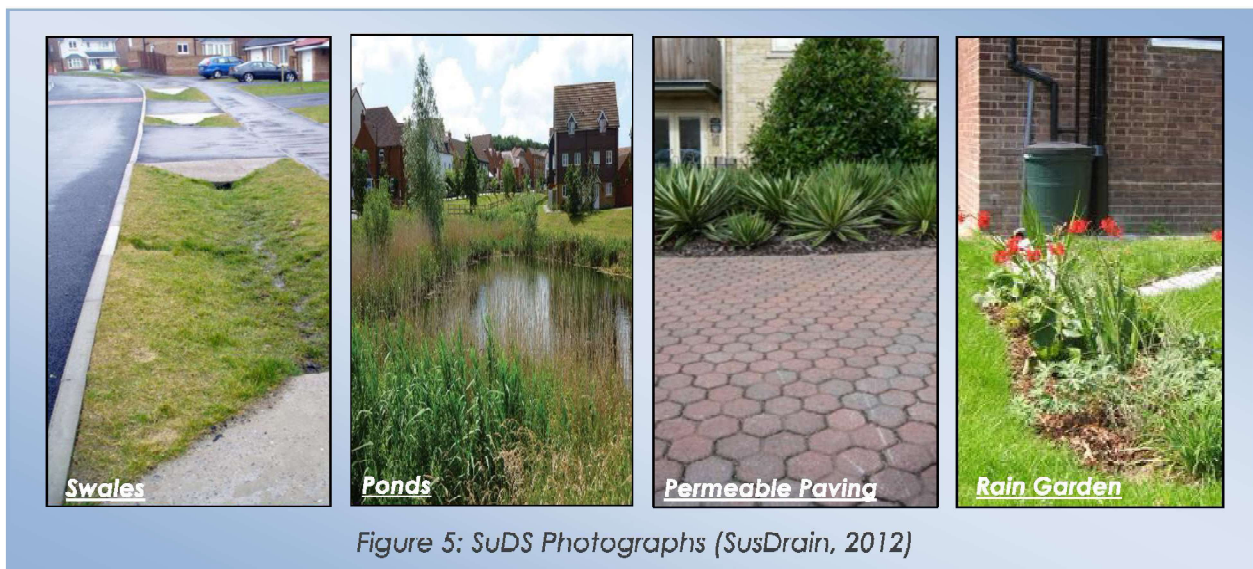 Swales
Ponds
Permeable Paving
Rain Garden
Figure 5: SuDS Photographs (SusDrain, 2012)